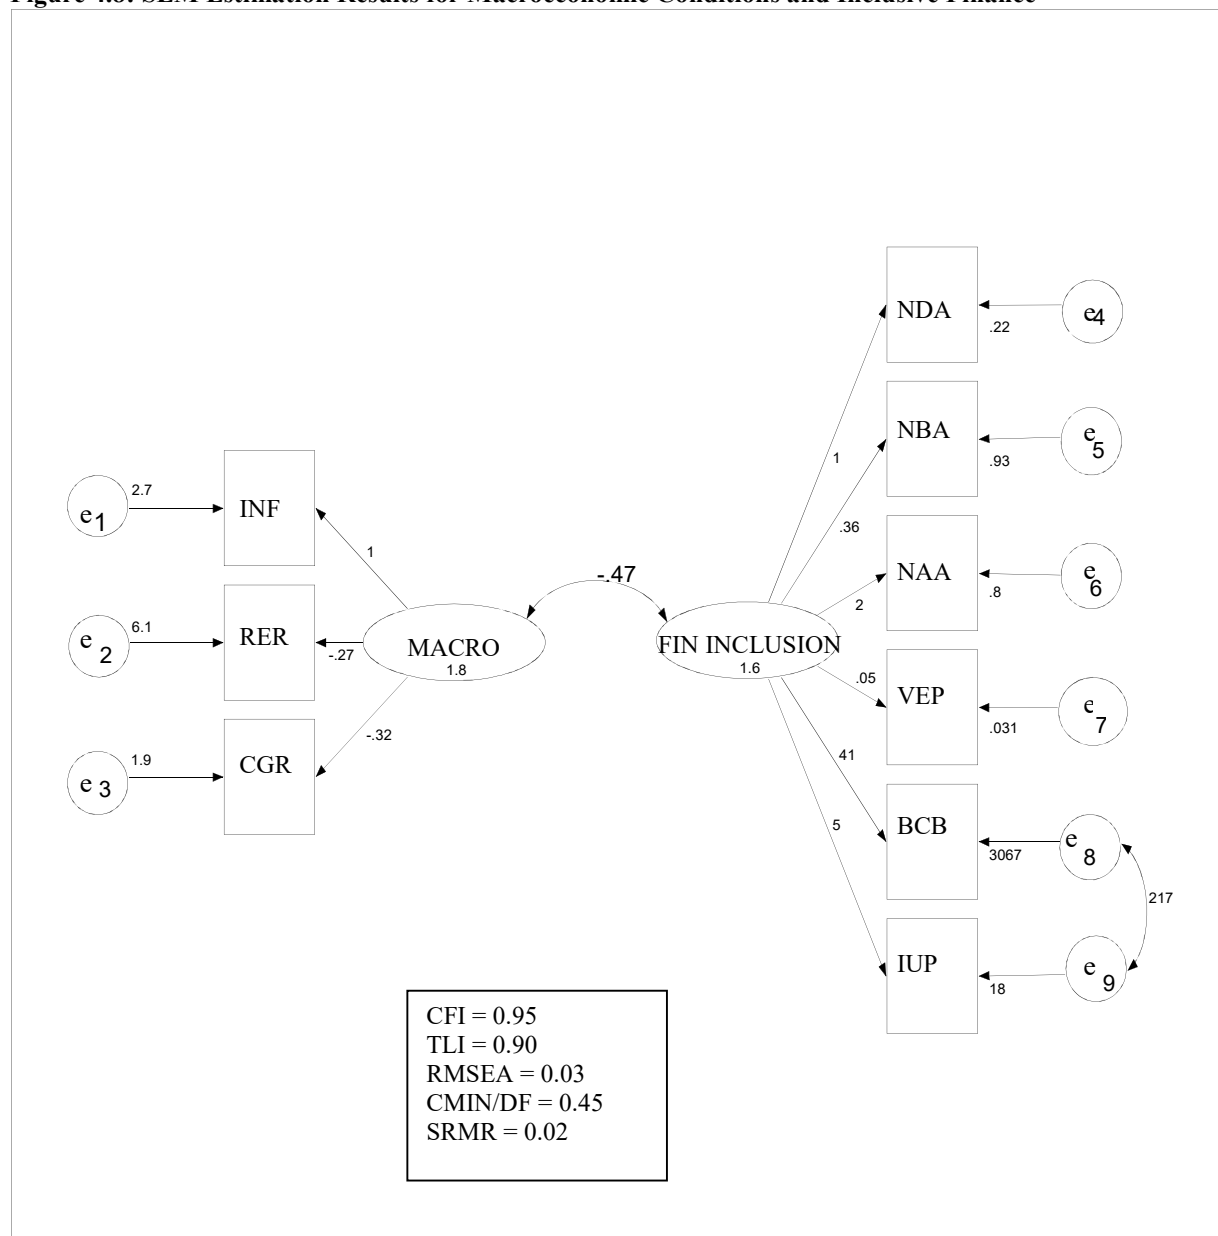 Figure 4.8: SEM Estimation Results for Macroeconomic Conditions and Inclusive Finance
NDA
.22
e4
NBA
.93
e5
1
.36
INF
2.7
e1
1
NAA
.8
e6
2
-.47
RER
6.1
e2
-.27
MACRO
1.8
FIN INCLUSION
1.6
.05
VEP
.031
e7
CGR
1.9
e3
-.32
41
5
BCB
3067
e8
217
IUP
18
e9
CFI = 0.95
TLI = 0.90
RMSEA = 0.03
CMIN/DF = 0.45
SRMR = 0.02